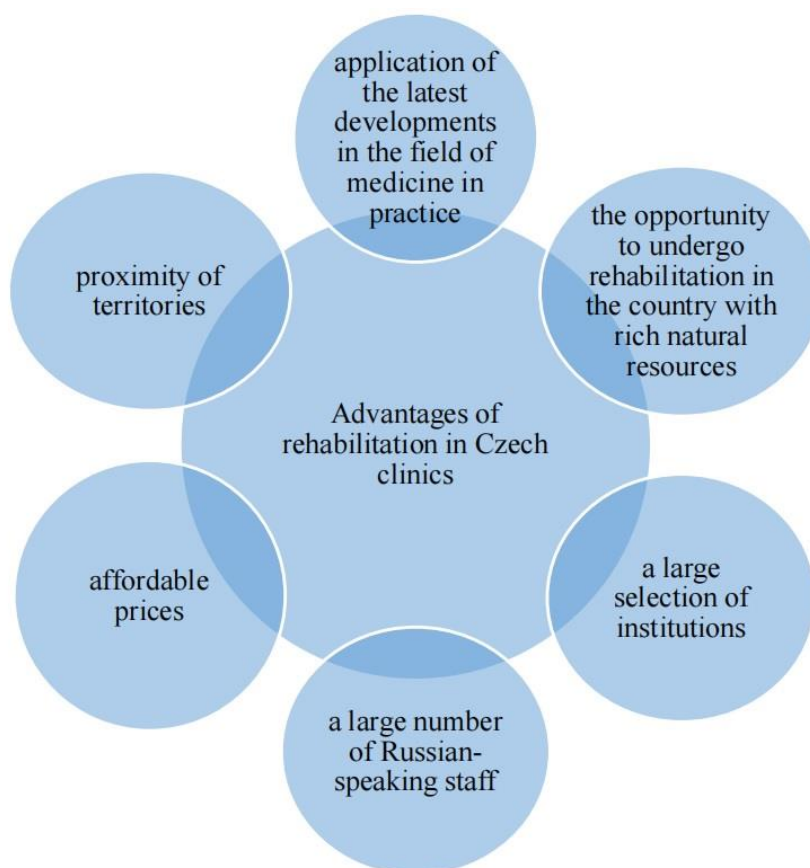 application of
the latest
developments
in the field of
medicine in
practice
the opportunity
to undergo
rehabilitation in
the country with
rich natural
resources
proximity of
territories
Advantages of
rehabilitation in Czech
clinics
affordable
prices
a large
selection of
institutions
a large number
of Russian-
speaking staff